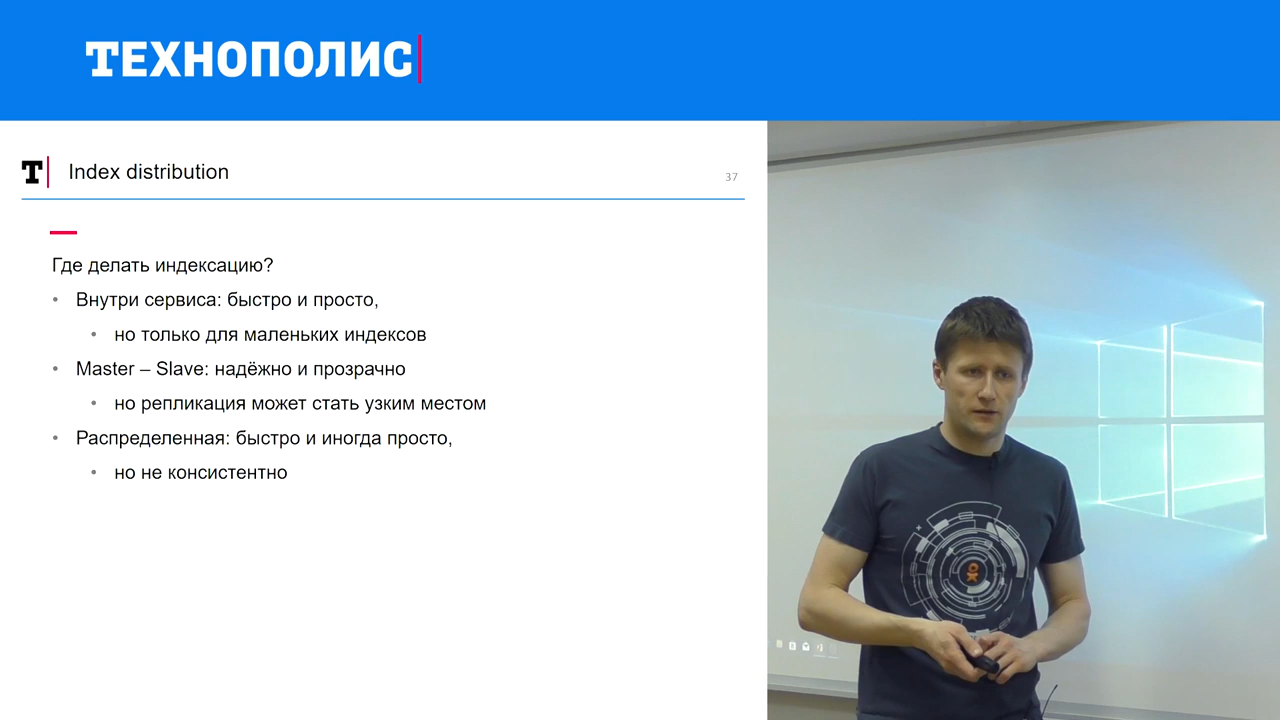 ТЕХНОПОЛИС
T
Index distribution
37
Где делать индексацию?
• Внутри сервиса: быстро и просто,
• но только для маленьких индексов
• Master – Slave: надёжно и прозрачно
• но репликация может стать узким местом
• Распределенная: быстро и иногда просто,
• но не консистентно